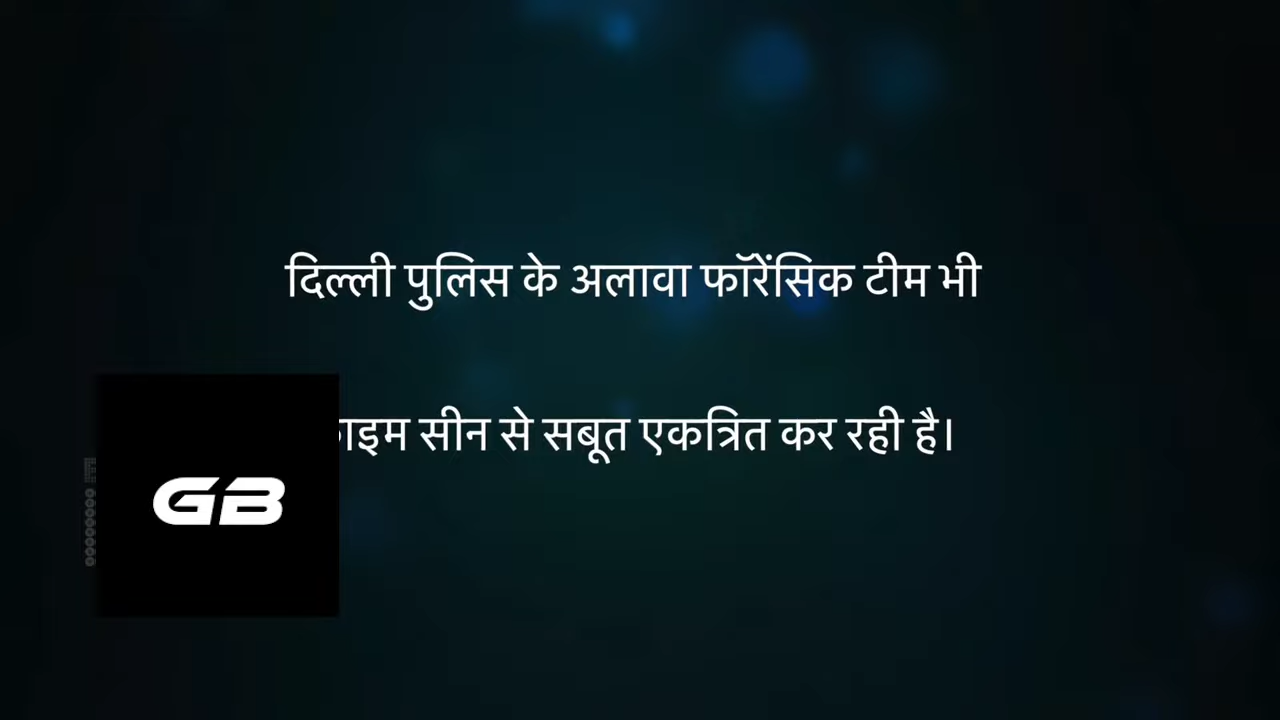 दिल्ली पुलिस के अलावा फॉरेंसिक टीम भी
सीन से सबूत एकत्रित कर रही है।
GB